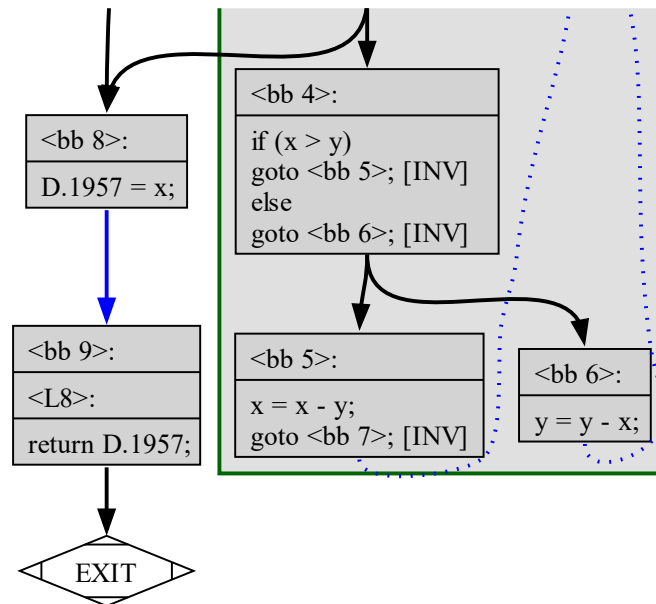 <bb 8>:
D.1957 = x;
<bb 9>:
<L8>:
return D.1957;
EXIT
<bb 4>:
if (x > y)
goto <bb 5>; [INV]
else
goto <bb 6>; [INV]
<bb 5>:
x = x - y;
goto <bb 7>; [INV]
<bb 6>:
y = y - x;